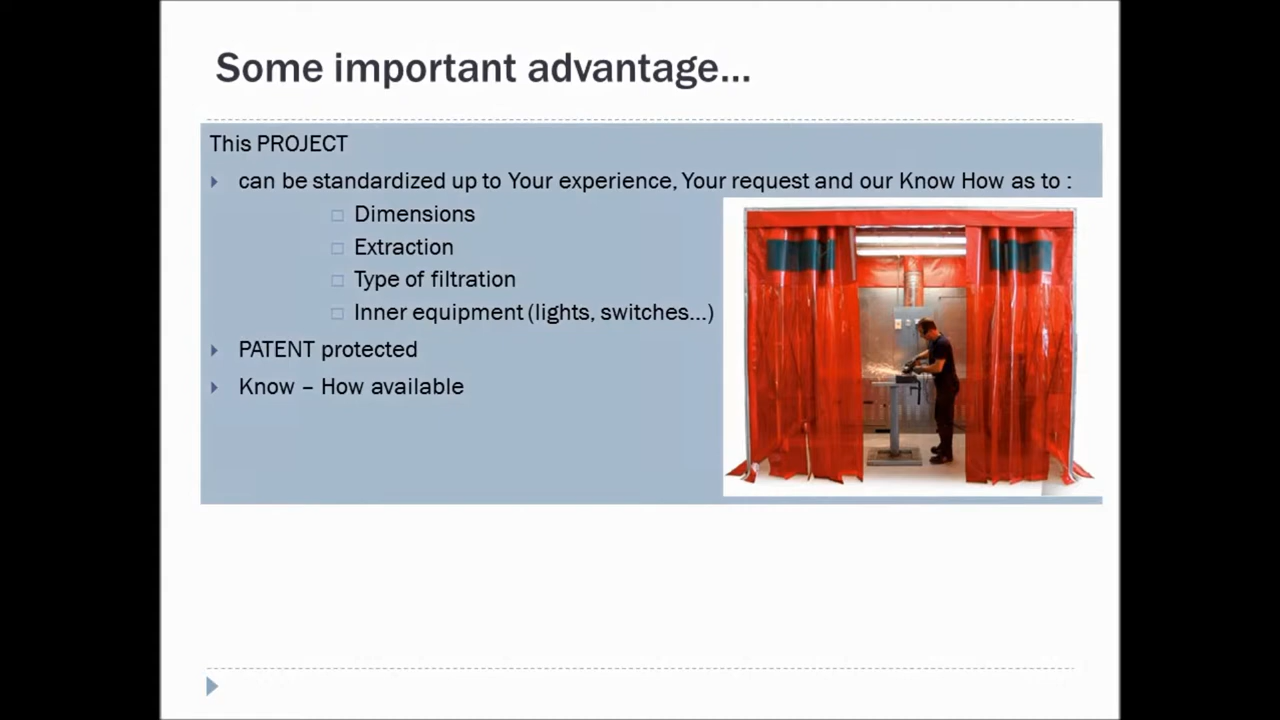 Some important advantage...
This PROJECT
can be standardized up to Your experience, Your request and our Know How as to :
Dimensions
Extraction
Type of filtration
Inner equipment (lights, switches...)
PATENT protected
Know – How available